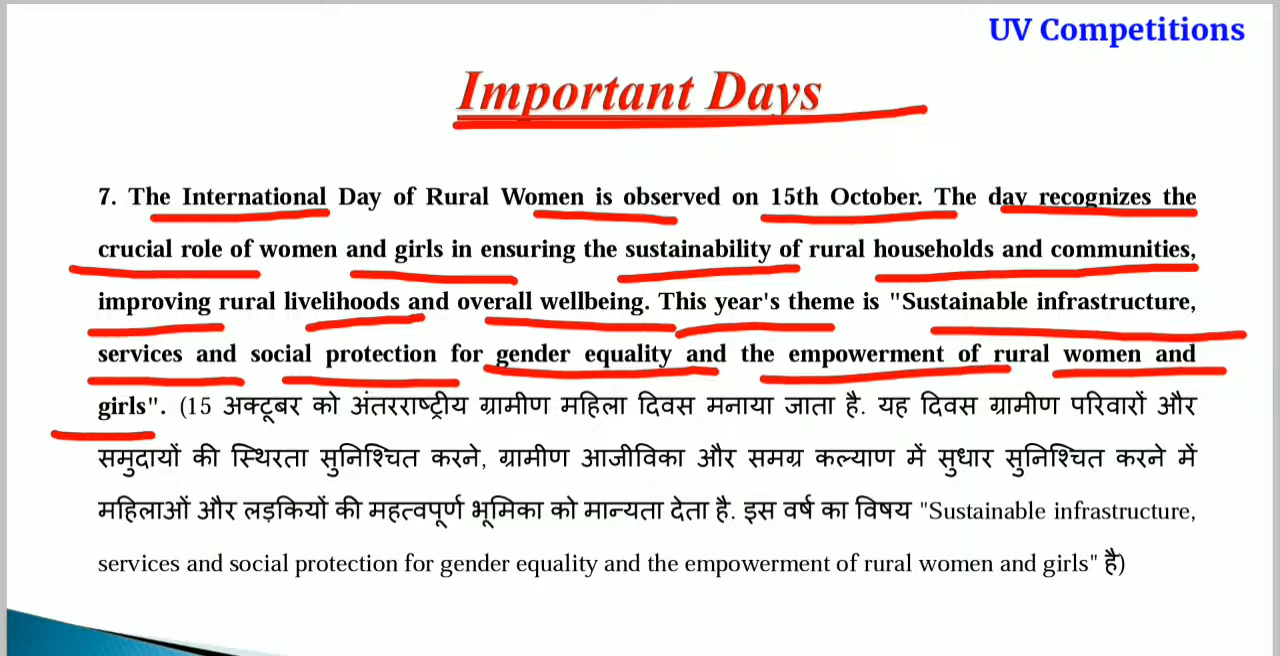 UV Competitions
Important Days
7. The International Day of Rural Women is observed on 15th October. The day recognizes the
crucial role of women and girls in ensuring the sustainability of rural households and communities,
improving rural livelihoods and overall wellbeing. This year's theme is "Sustainable infrastructure,
services and social protection for gender equality and the empowerment of rural women and
girls". (15 अक्टूबर को अंतरराष्ट्रीय ग्रामीण महिला दिवस मनाया जाता है. यह दिवस ग्रामीण परिवारों और
समुदायों की स्थिरता सुनिश्चित करने, ग्रामीण आजीविका और समग्र कल्याण में सुधार सुनिश्चित करने में
महिलाओं और लड़कियों की महत्वपूर्ण भूमिका को मान्यता देता है. इस वर्ष का विषय "Sustainable infrastructure,
services and social protection for gender equality and the empowerment of rural women and girls" है)